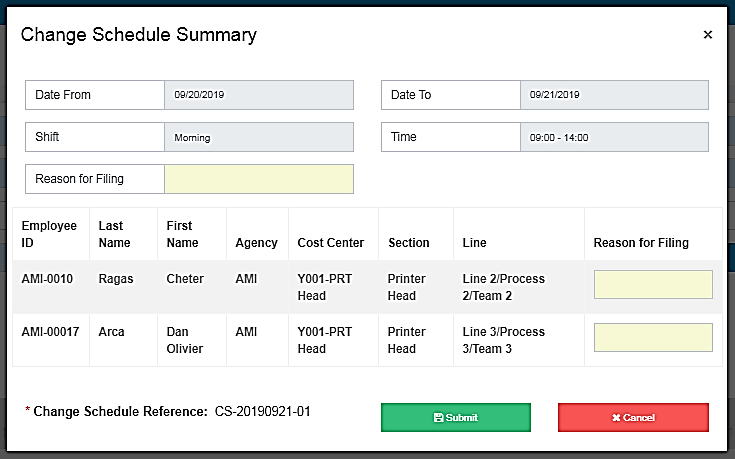 Change Schedule Summary ×
Date From 09/20/2019 Date To 09/21/2019
Shift Morning Time 09:00 - 14:00
Reason for Filing
Employee ID Last Name First Name Agency Cost Center Section Line Reason for Filing
AMI-0010 Ragas Cheter AMI Y001-PRT Head Printer Head Line 2/Process 2/Team 2
AMI-00017 Arca Dan Olivier AMI Y001-PRT Head Printer Head Line 3/Process 3/Team 3
* Change Schedule Reference: CS-20190921-01 Submit Cancel